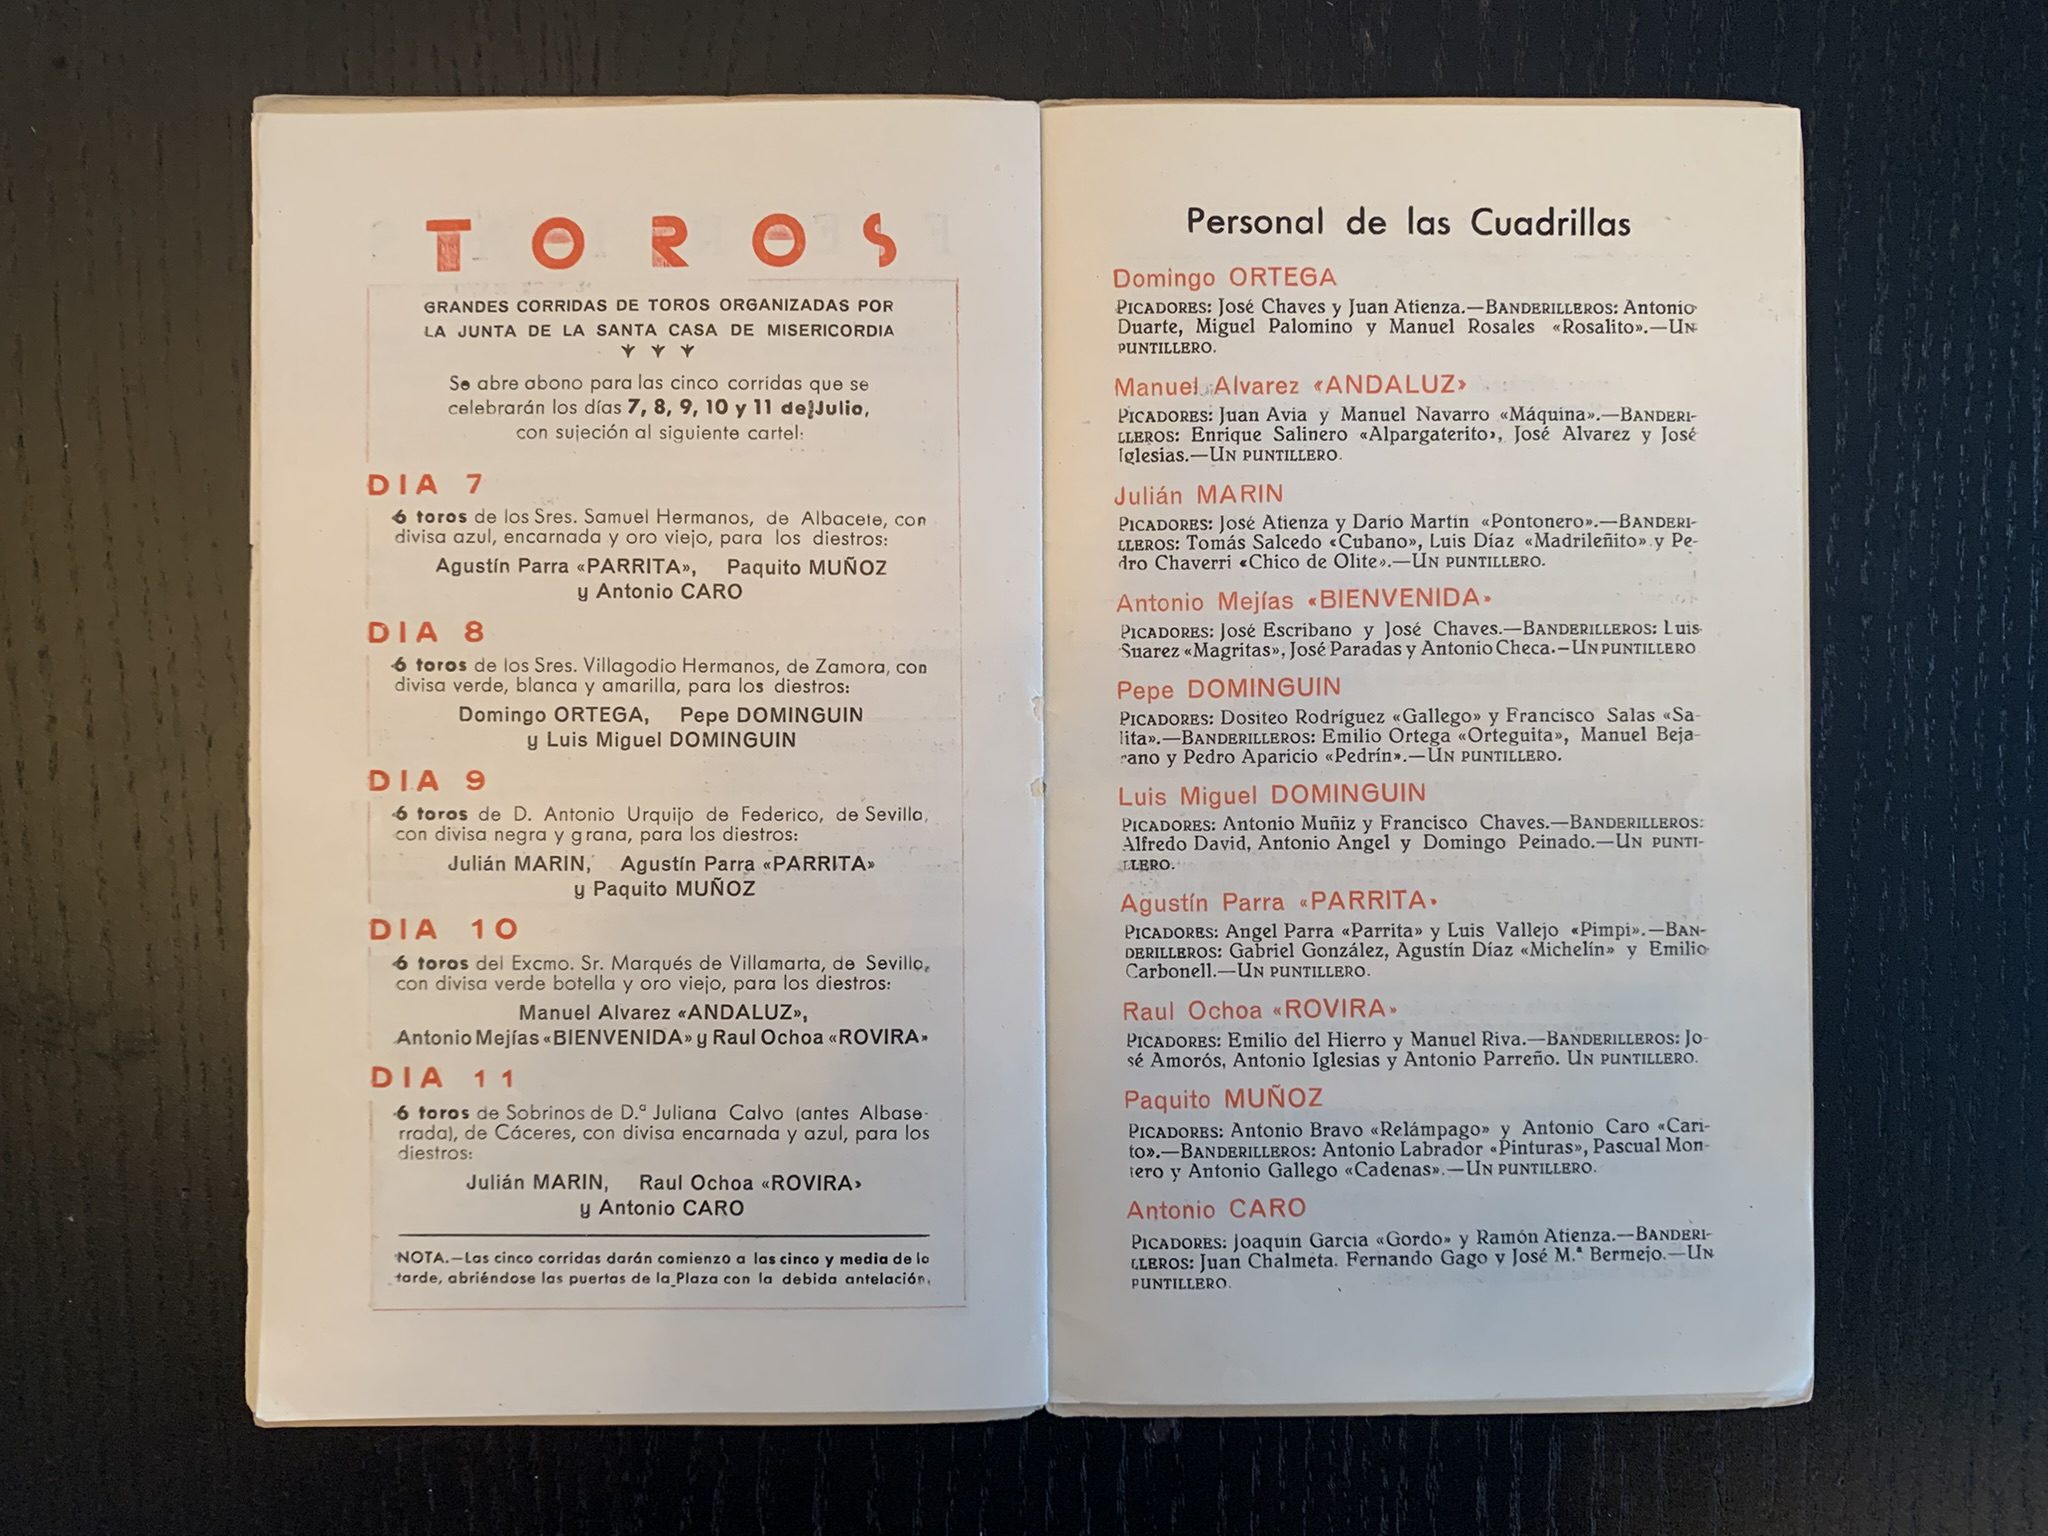 TOROS
GRANDES CORRIDAS DE TOROS ORGANIZADAS POR
LA JUNTA DE LA SANTA CASA DE MISERICORDIA
Se abre abono para las cinco corridas que se
celebrarán los días 7, 8, 9, 10 y 11 de Julio,
con sujeción al siguiente cartel:
DIA 7
6 toros de los Sres. Samuel Hermanos, de Albacete, con
divisa azul, encarnada y oro viejo, para los diestros:
Agustín Parra «PARRITA», Paquito MUÑOZ
y Antonio CARO
DIA 8
6 toros de los Sres. Villagodio Hermanos, de Zamora, con
divisa verde, blanca y amarilla, para los diestros:
Domingo ORTEGA, Pepe DOMINGUIN
y Luis Miguel DOMINGUIN
DIA 9
6 toros de D. Antonio Urquijo de Federico, de Sevilla,
con divisa negra y grana, para los diestros:
Julián MARIN, Agustín Parra «PARRITA»
y Paquito MUÑOZ
DIA 10
6 toros del Excmo. Sr. Marqués de Villamarta, de Sevilla,
con divisa verde botella y oro viejo, para los diestros:
Manuel Alvarez «ANDALUZ»,
Antonio Mejías «BIENVENIDA» y Raul Ochoa «ROVIRA»
DIA 11
6 toros de Sobrinos de D.ª Juliana Calvo (antes Albase-
rrada), de Cáceres, con divisa encarnada y azul, para los
diestros:
Julián MARIN, Raul Ochoa «ROVIRA»
y Antonio CARO
NOTA.—Las cinco corridas darán comienzo a las cinco y media de la
tarde, abriéndose las puertas de la Plaza con la debida antelación.
Personal de las Cuadrillas
Domingo ORTEGA
PICADORES: José Chaves y Juan Atienza.—BANDERILLEROS: Antonio
Duarte, Miguel Palomino y Manuel Rosales «Rosalito».—UN
PUNTILLERO.
Manuel Alvarez «ANDALUZ»
PICADORES: Juan Avia y Manuel Navarro «Máquina».—BANDERI-
LLEROS: Enrique Salinero «Alpargaterito», José Alvarez y José
Iglesias.—UN PUNTILLERO.
Julián MARIN
PICADORES: José Atienza y Darío Martín «Pontonero».—BANDERI-
LLEROS: Tomás Salcedo «Cubano», Luis Díaz «Madrileñito» y Pe-
dro Chaverri «Chico de Olite».—UN PUNTILLERO.
Antonio Mejías «BIENVENIDA»
PICADORES: José Escribano y José Chaves.—BANDERILLEROS: Luis
Suarez «Magritas», José Paradas y Antonio Checa.—UN PUNTILLERO
Pepe DOMINGUIN
PICADORES: Dositeo Rodríguez «Gallego» y Francisco Salas «Sa-
lita».—BANDERILLEROS: Emilio Ortega «Orteguita», Manuel Beja-
rano y Pedro Aparicio «Pedrín».—UN PUNTILLERO.
Luis Miguel DOMINGUIN
PICADORES: Antonio Muñiz y Francisco Chaves.—BANDERILLEROS:
Alfredo David, Antonio Angel y Domingo Peinado.—UN PUNTI-
LLERO.
Agustín Parra «PARRITA»
PICADORES: Angel Parra «Parrita» y Luis Vallejo «Pimpi».—BAN-
DERILLEROS: Gabriel González, Agustín Díaz «Michelín» y Emilio
Carbonell.—UN PUNTILLERO.
Raul Ochoa «ROVIRA»
PICADORES: Emilio del Hierro y Manuel Riva.—BANDERILLEROS: Jo-
sé Amorós, Antonio Iglesias y Antonio Parreño. UN PUNTILLERO.
Paquito MUÑOZ
PICADORES: Antonio Bravo «Relámpago» y Antonio Caro «Cari-
to».—BANDERILLEROS: Antonio Labrador «Pinturas», Pascual Mon-
tero y Antonio Gallego «Cadenas».—UN PUNTILLERO.
Antonio CARO
PICADORES: Joaquín García «Gordo» y Ramón Atienza.—BANDERI-
LLEROS: Juan Chalmeta. Fernando Gago y José M.ª Bermejo.—UN
PUNTILLERO.